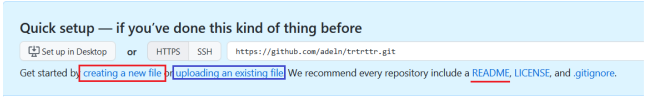 Quick setup — if you’ve done this kind of thing before
Set up in Desktop or HTTPS SSH https://github.com/adeln/trtrttr.git
Get started by creating a new file or uploading an existing file. We recommend every repository include a README, LICENSE, and .gitignore.